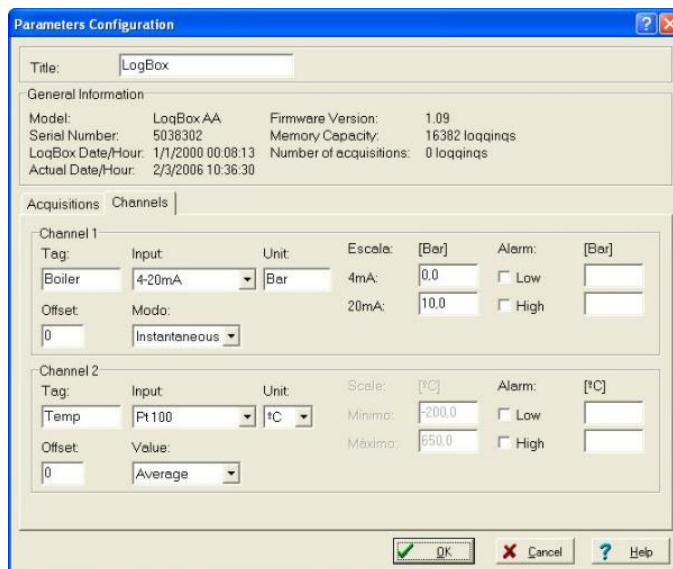 Parameters Configuration
Title: LogBox
General Information
Model: LogBox AA Firmware Version: 1.09
Serial Number: 5038302 Memory Capacity: 16382 loggings
LogBox Date/Hour: 1/1/2000 00:08:13 Number of acquisitions: 0 loggings
Actual Date/Hour: 2/3/2006 10:36:30
Acquisitions Channels
Channel 1
Tag: Input: Unit: Escala: [Bar] Alarm: [Bar]
Boiler 4-20mA Bar 4mA: 0,0 Low
Offset: Modo: 20mA: 10,0 High
0 Instantaneous
Channel 2
Tag: Input: Unit: Scale: [ºC] Alarm: [ºC]
Temp Pt100 ºC Mínimo: -200,0 Low
Offset: Value: Máximo: 650,0 High
0 Average
OK Cancel Help